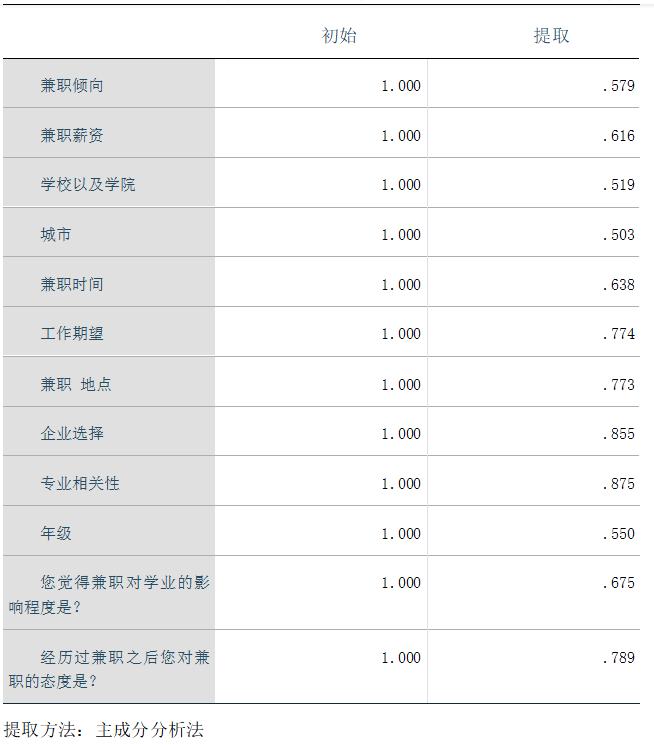 初始 提取
兼职倾向 1.000 .579
兼职薪资 1.000 .616
学校以及学院 1.000 .519
城市 1.000 .503
兼职时间 1.000 .638
工作期望 1.000 .774
兼职 地点 1.000 .773
企业选择 1.000 .855
专业相关性 1.000 .875
年级 1.000 .550
您觉得兼职对学业的影 1.000 .675
响程度是？
经历过兼职之后您对兼 1.000 .789
职的态度是？
提取方法：主成分分析法